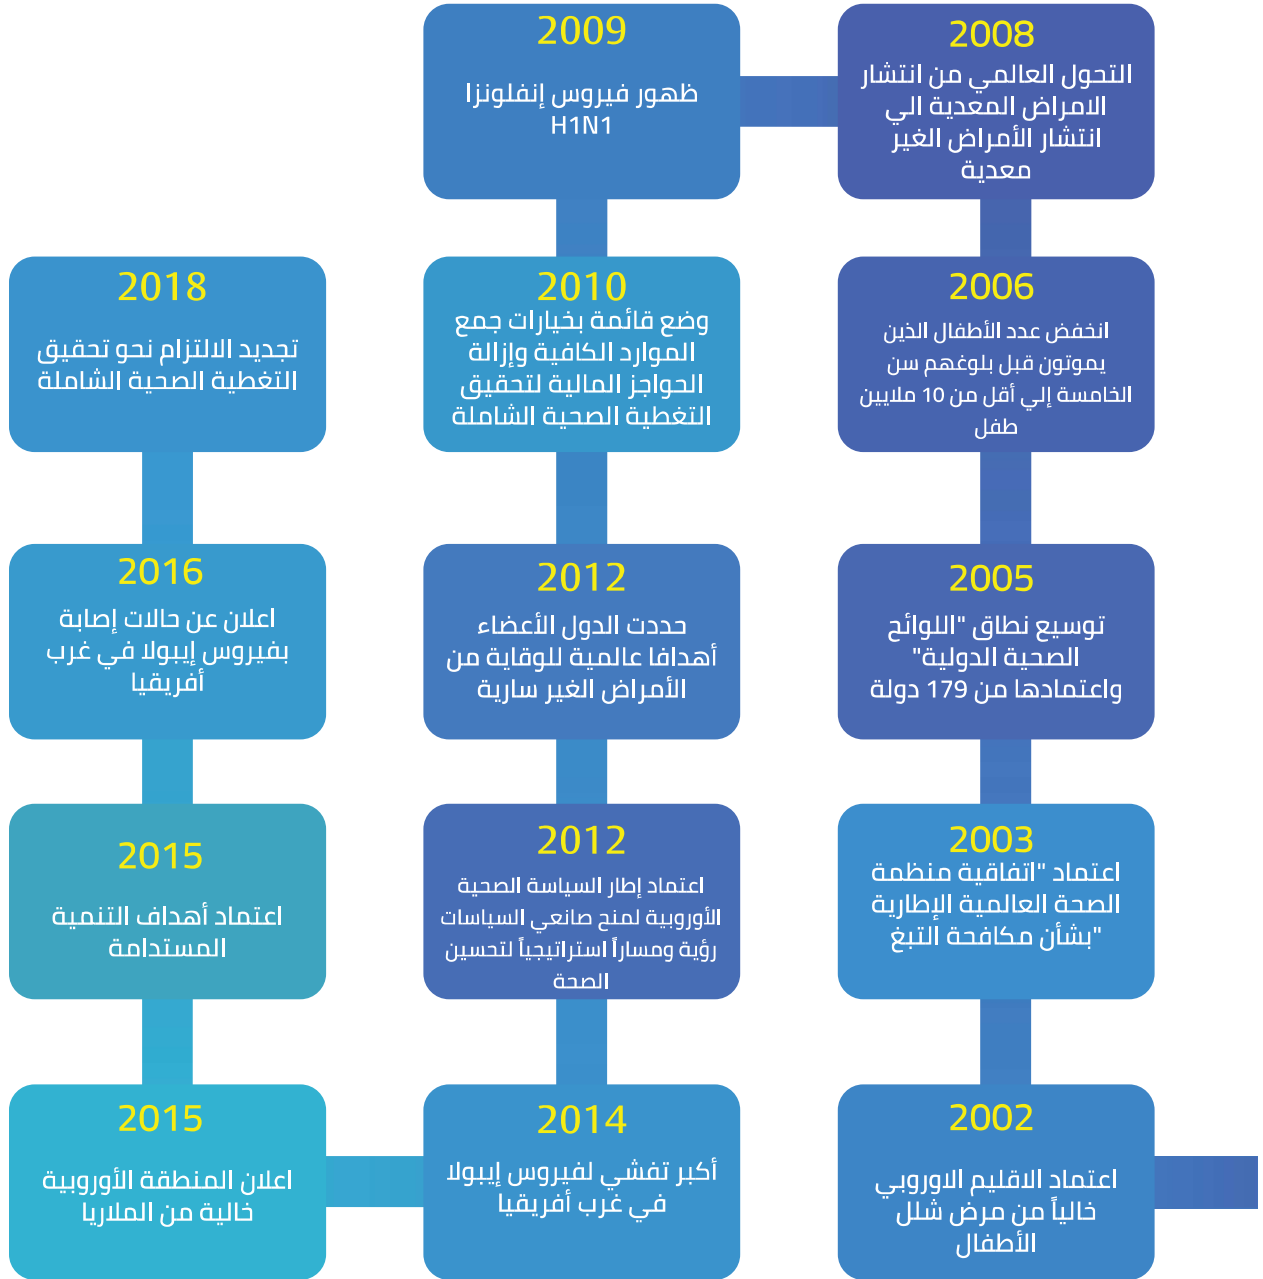 2002
اعتماد الاقليم الاوروبي
خالياً من مرض شلل
الأطفال
2003
اعتماد "اتفاقية منظمة
الصحة العالمية الإطارية
بشأن مكافحة التبغ"
2005
توسيع نطاق "اللوائح
الصحية الدولية"
واعتمادها من 179 دولة
2006
انخفض عدد الأطفال الذين
يموتون قبل بلوغهم سن
الخامسة إلي أقل من 10 ملايين
طفل
2008
التحول العالمي من انتشار
الامراض المعدية الي
انتشار الأمراض الغير
معدية
2009
ظهور فيروس إنفلونزا
H1N1
2010
وضع قائمة بخيارات جمع
الموارد الكافية وإزالة
الحواجز المالية لتحقيق
التغطية الصحية الشاملة
2012
حددت الدول الأعضاء
أهدافا عالمية للوقاية من
الأمراض الغير سارية
2012
اعتماد إطار السياسة الصحية
الأوروبية لمنح صانعي السياسات
رؤية ومساراً استراتيجياً لتحسين
الصحة
2014
أكبر تفشي لفيروس إيبولا
في غرب أفريقيا
2015
اعلان المنطقة الأوروبية
خالية من الملاريا
2015
اعتماد أهداف التنمية
المستدامة
2016
اعلان عن حالات إصابة
بفيروس إيبولا في غرب
أفريقيا
2018
تجديد الالتزام نحو تحقيق
التغطية الصحية الشاملة